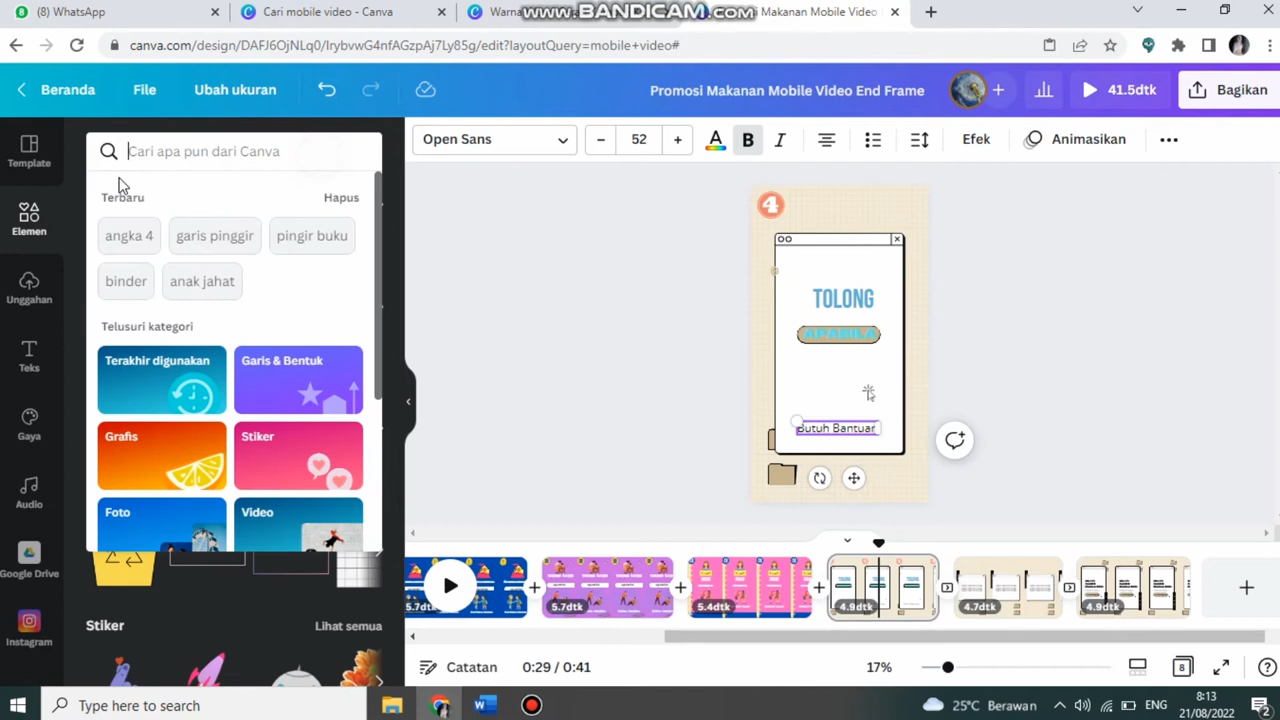 WhatsApp
Cari mobile video - Canva
Warna
www.BANDICAM.com
Makanan Mobile Video
canva.com/design/DAFJ6OjNLq0/IrybvwG4nfAGzpAj7Ly85g/edit?layoutQuery=mobile+video#
Beranda
File
Ubah ukuran
Promosi Makanan Mobile Video End Frame
41.5dtk
Bagikan
Template
Elemen
Unggahan
Teks
Gaya
Audio
Google Drive
Instagram
Cari apa pun dari Canva
Terbaru
Hapus
angka 4
garis pinggir
pingir buku
binder
anak jahat
Telusuri kategori
Terakhir digunakan
Garis & Bentuk
Grafis
Stiker
Foto
Video
Stiker
Lihat semua
Open Sans
52
A
B
I
Efek
Animasikan
4
TOLONG
APABILA
Butuh Bantuan
5.7dtk
5.7dtk
5.4dtk
4.9dtk
4.7dtk
4.9dtk
Catatan
0:29 / 0:41
17%
8
Type here to search
25°C Berawan
ENG
8:13
21/08/2022
2